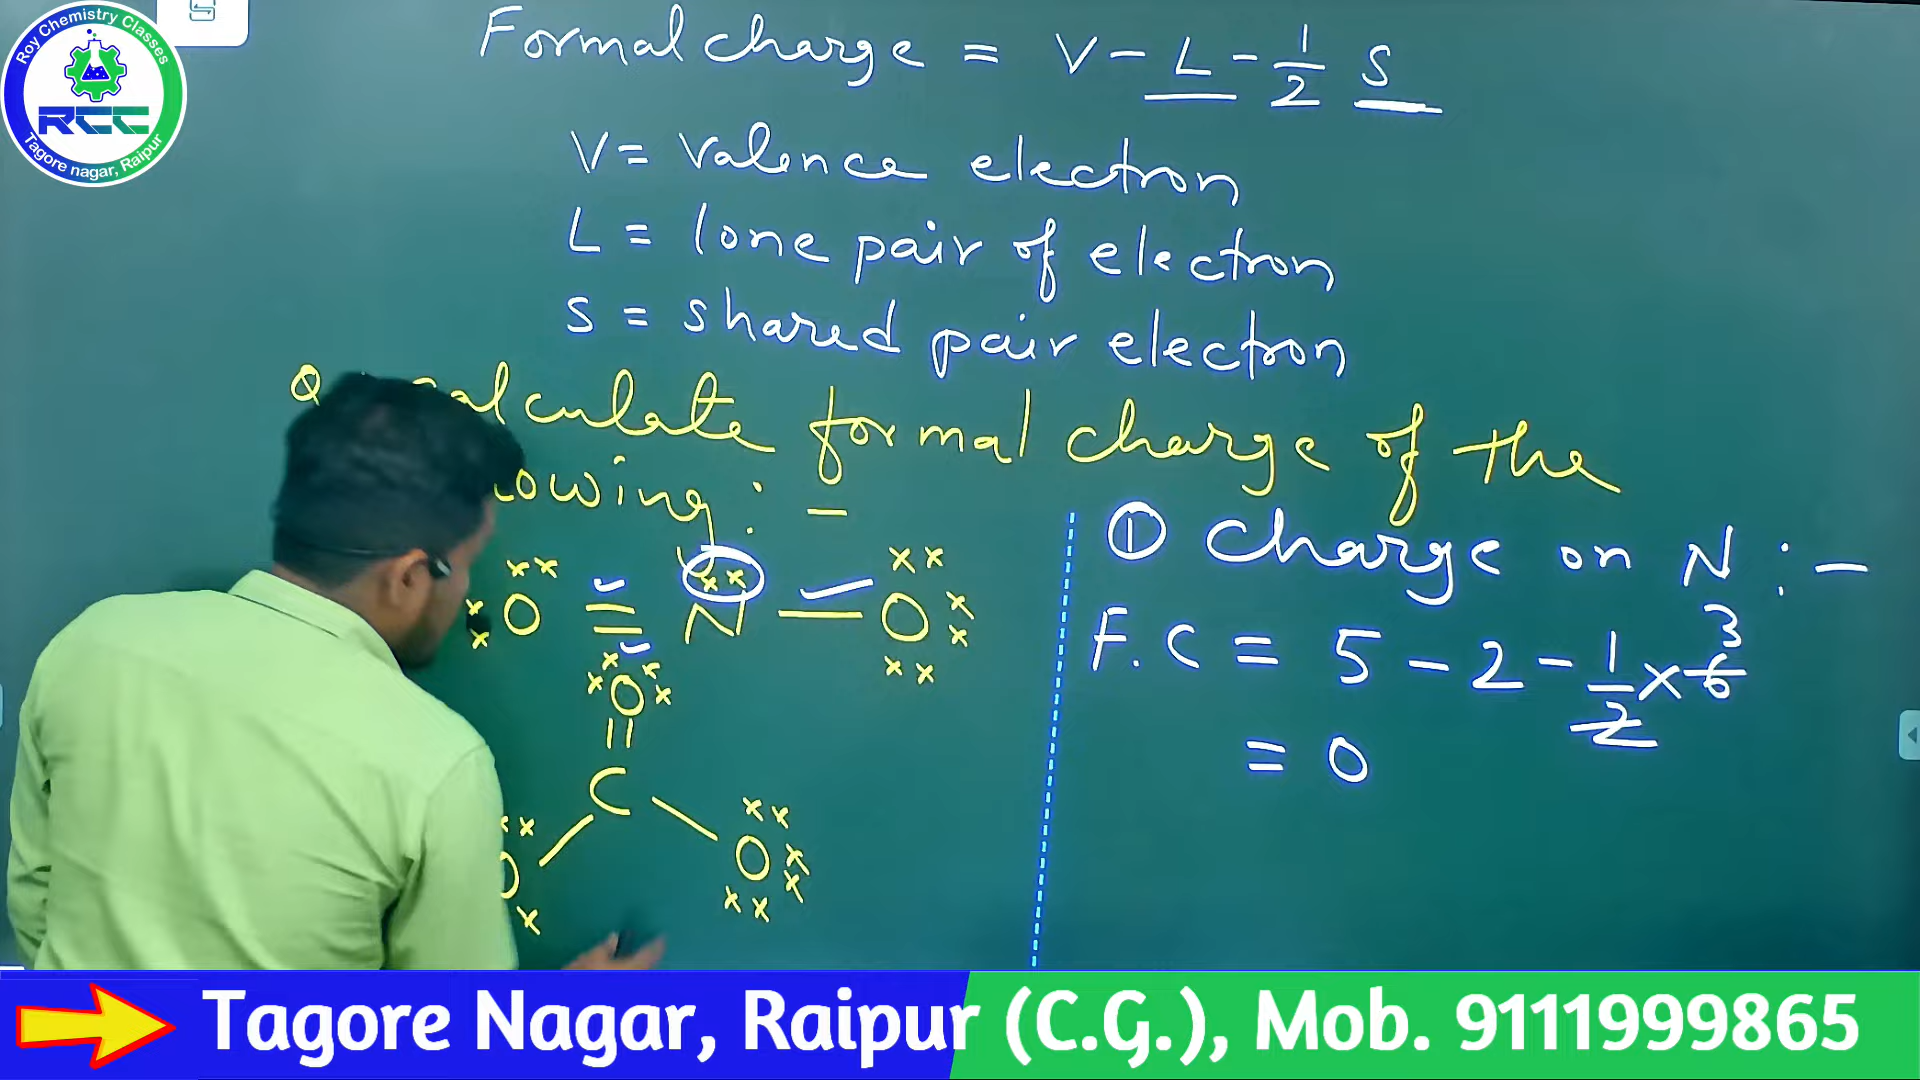 Roy Chemistry Classes
RCC
Tagore nagar, Raipur
Formal charge = V - L - 1/2 S
V = Valence electron
L = lone pair of electron
S = shared pair electron
Q alculate formal charge of the
lowing : -
① Charge on N : -
O = N - O
F.C = 5 - 2 - 1/2 × 6 3
= 0
O
||
C
O O
Tagore Nagar, Raipur (C.G.), Mob. 9111999865